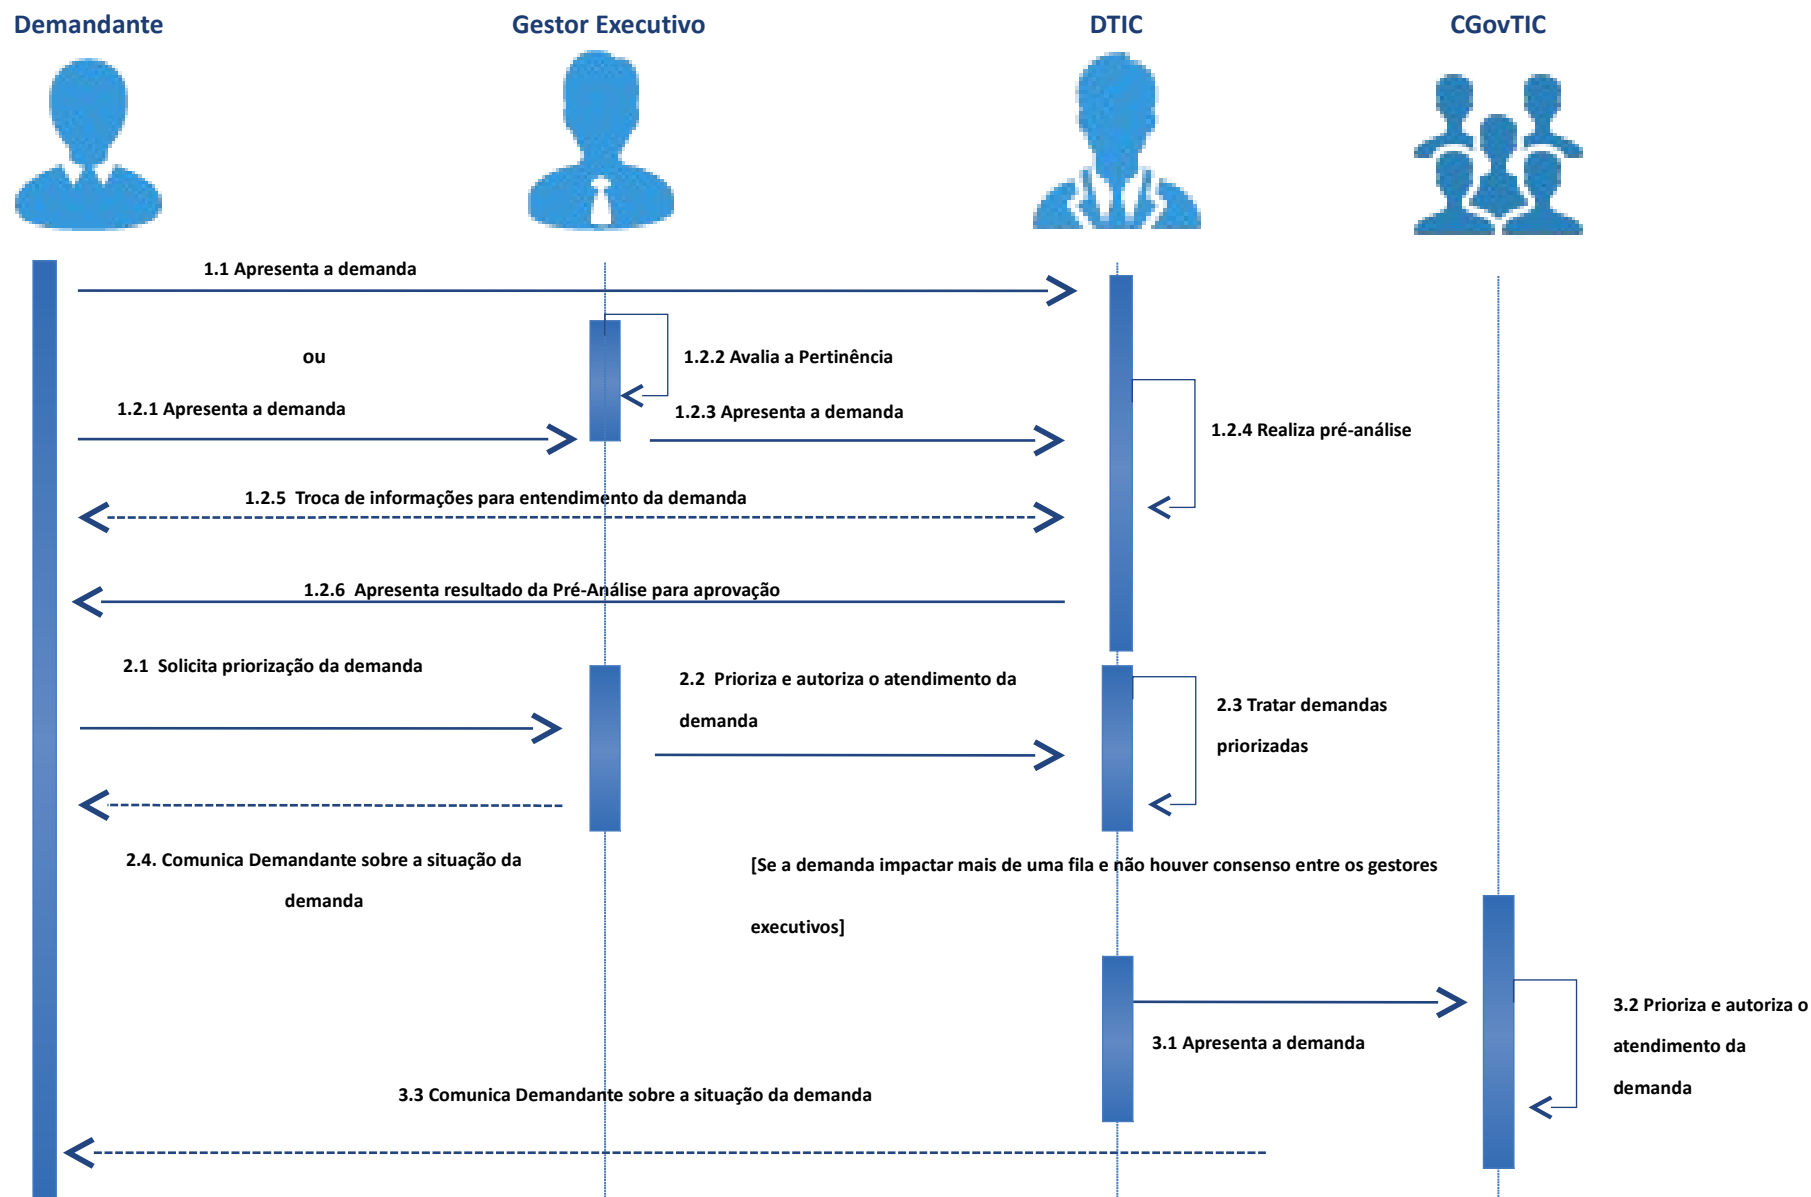 Demandante
Gestor Executivo
DTIC
CGovTIC
1.1 Apresenta a demanda
ou
1.2.2 Avalia a Pertinência
1.2.1 Apresenta a demanda
1.2.3 Apresenta a demanda
1.2.4 Realiza pré-análise
1.2.5 Troca de informações para entendimento da demanda
1.2.6 Apresenta resultado da Pré-Análise para aprovação
2.1 Solicita priorização da demanda
2.2 Prioriza e autoriza o atendimento da
demanda
2.3 Tratar demandas
priorizadas
2.4. Comunica Demandante sobre a situação da
demanda
[Se a demanda impactar mais de uma fila e não houver consenso entre os gestores
executivos]
3.1 Apresenta a demanda
3.2 Prioriza e autoriza o
atendimento da
demanda
3.3 Comunica Demandante sobre a situação da demanda